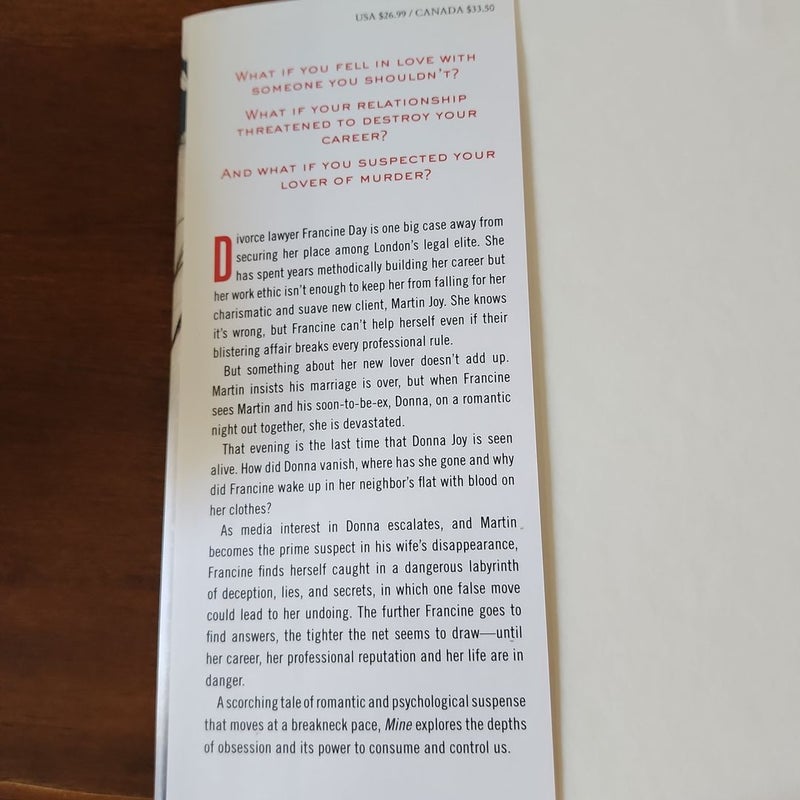 USA $26.99 / CANADA $33.50
WHAT IF YOU FELL IN LOVE WITH
SOMEONE YOU SHOULDN'T?
WHAT IF YOUR RELATIONSHIP
THREATENED TO DESTROY YOUR
CAREER?
AND WHAT IF YOU SUSPECTED YOUR
LOVER OF MURDER?
Divorce lawyer Francine Day is one big case away from
securing her place among London's legal elite. She
has spent years methodically building her career but
her work ethic isn't enough to keep her from falling for her
charismatic and suave new client, Martin Joy. She knows
it's wrong, but Francine can't help herself even if their
blistering affair breaks every professional rule.
But something about her new lover doesn't add up.
Martin insists his marriage is over, but when Francine
sees Martin and his soon-to-be-ex, Donna, on a romantic
night out together, she is devastated.
That evening is the last time that Donna Joy is seen
alive. How did Donna vanish, where has she gone and why
did Francine wake up in her neighbor's flat with blood on
her clothes?
As media interest in Donna escalates, and Martin
becomes the prime suspect in his wife's disappearance,
Francine finds herself caught in a dangerous labyrinth
of deception, lies, and secrets, in which one false move
could lead to her undoing. The further Francine goes to
find answers, the tighter the net seems to draw—until
her career, her professional reputation and her life are in
danger.
A scorching tale of romantic and psychological suspense
that moves at a breakneck pace, Mine explores the depths
of obsession and its power to consume and control us.